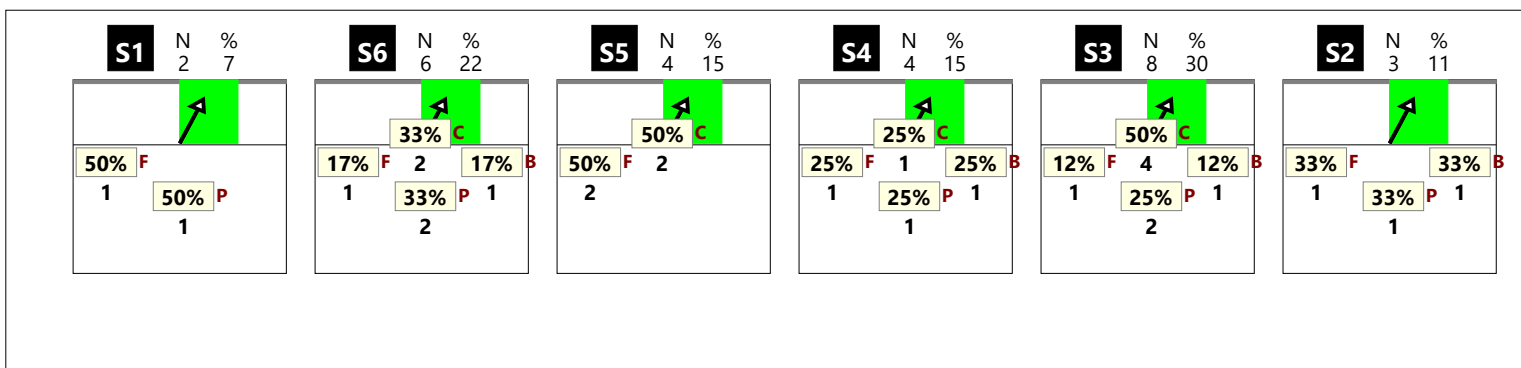 S1 N % S6 N % S5 N % S4 N % S3 N % S2 N %
2 7 6 22 4 15 4 15 8 30 3 11
33% C 50% C 25% C 50% C
50% F 17% F 2 17% B 50% F 2 25% F 1 25% B 12% F 4 12% B 33% F 33% B
1 50% P 1 33% P 1 2 1 25% P 1 1 25% P 1 1 33% P 1
1 2 1 2 1